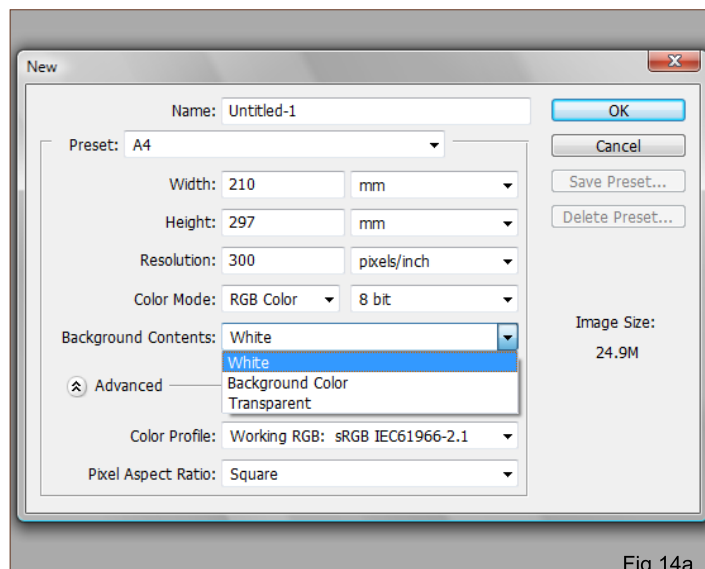 New
Name: Untitled-1
OK
Preset: A4
Cancel
Width: 210 mm
Save Preset...
Height: 297 mm
Delete Preset...
Resolution: 300 pixels/inch
Color Mode: RGB Color 8 bit
Image Size:
Background Contents: White
24.9M
White
Background Color
Advanced
Transparent
Color Profile: Working RGB: sRGB IEC61966-2.1
Pixel Aspect Ratio: Square
Fig 14a